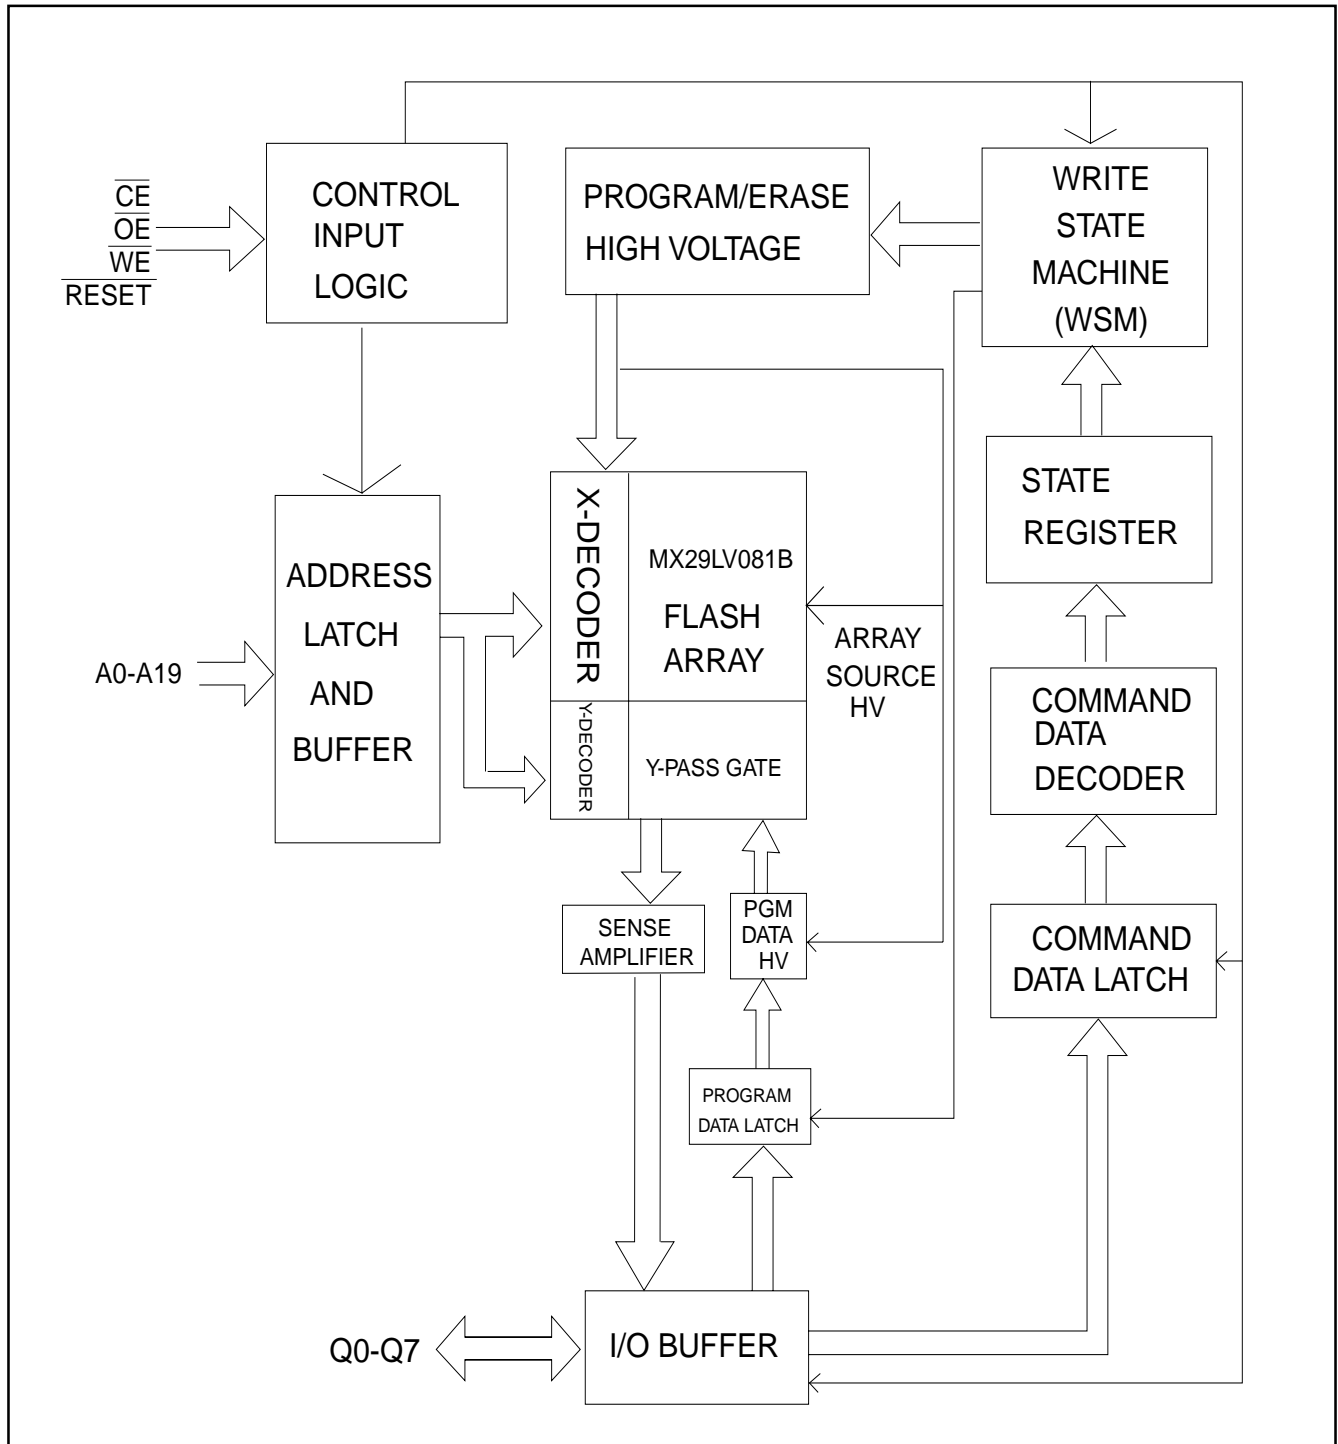 CE
OE
WE
RESET
CONTROL
INPUT
LOGIC
PROGRAM/ERASE
HIGH VOLTAGE
WRITE
STATE
MACHINE
(WSM)
STATE
REGISTER
X-DECODER
MX29LV081B
FLASH
ARRAY
ADDRESS
LATCH
AND
BUFFER
A0-A19
ARRAY
SOURCE
HV
Y-DECODER
Y-PASS GATE
COMMAND
DATA
DECODER
SENSE
AMPLIFIER
PGM
DATA
HV
COMMAND
DATA LATCH
PROGRAM
DATA LATCH
Q0-Q7
I/O BUFFER